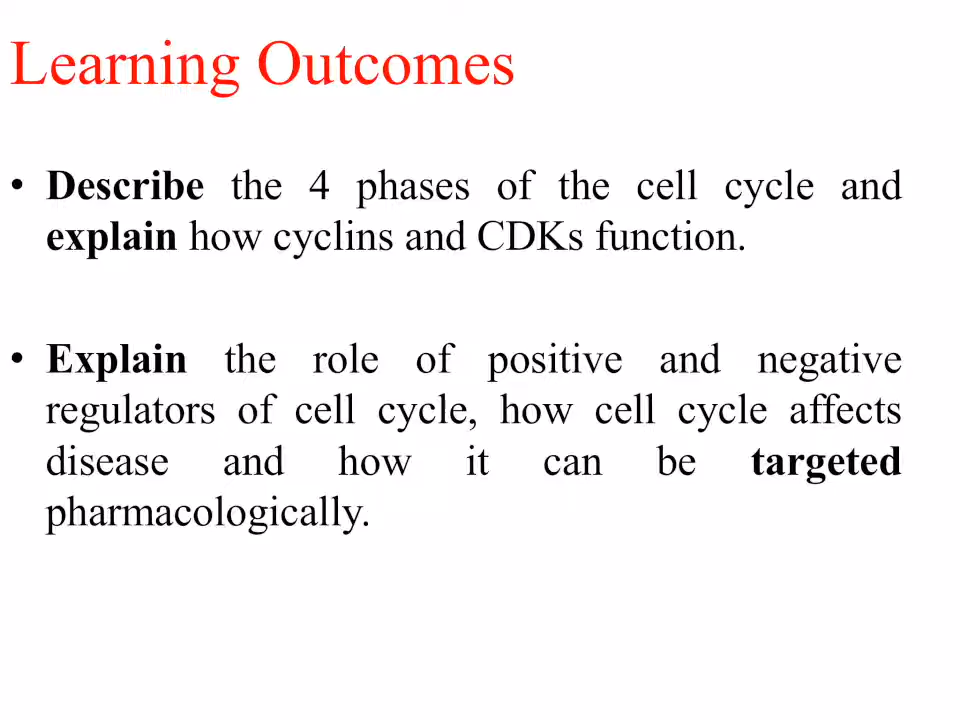 Learning Outcomes
• Describe the 4 phases of the cell cycle and
explain how cyclins and CDKs function.
• Explain the role of positive and negative
regulators of cell cycle, how cell cycle affects
disease and how it can be targeted
pharmacologically.